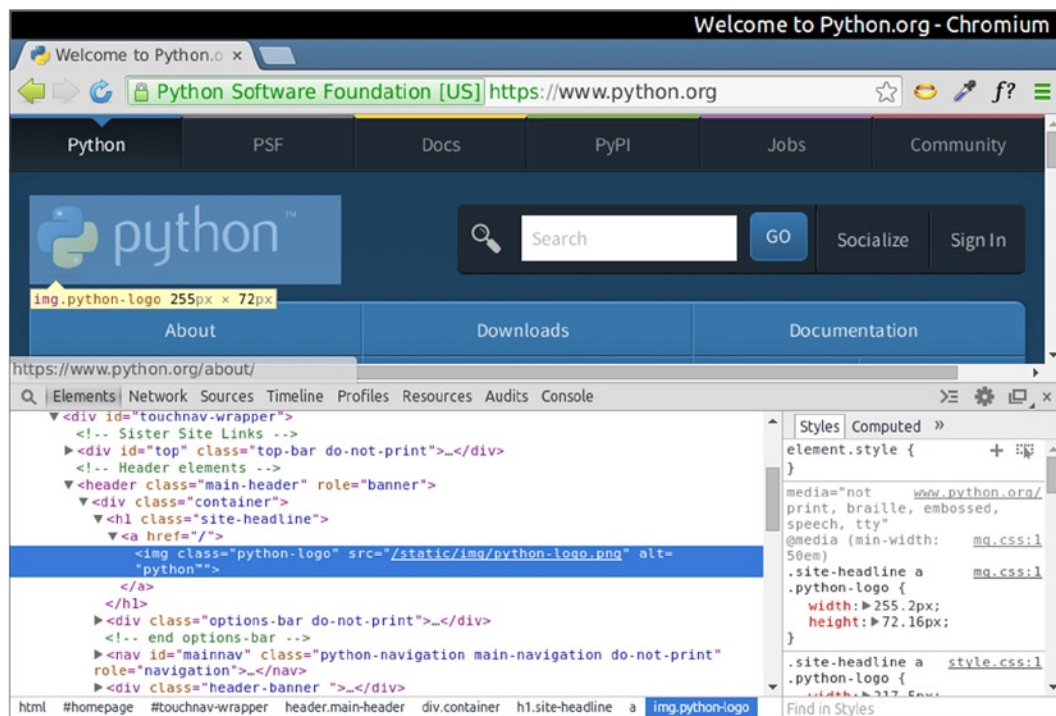 Welcome to Python.org - Chromium
Welcome to Python.o ×
Python Software Foundation [US] https://www.python.org f?
Python PSF Docs PyPI Jobs Community
python™
Search GO Socialize Sign In
img.python-logo 255px × 72px
About Downloads Documentation
https://www.python.org/about/
Elements Network Sources Timeline Profiles Resources Audits Console
▼<div id="touchnav-wrapper">
<!-- Sister Site Links -->
▶<div id="top" class="top-bar do-not-print">…</div>
<!-- Header elements -->
▼<header class="main-header" role="banner">
▼<div class="container">
▼<h1 class="site-headline">
▼<a href="/">
<img class="python-logo" src="/static/img/python-logo.png" alt=
"python™">
</a>
</h1>
▶<div class="options-bar do-not-print">…</div>
<!-- end options-bar -->
▶<nav id="mainnav" class="python-navigation main-navigation do-not-print"
role="navigation">…</nav>
▶<div class="header-banner ">…</div>
html #homepage #touchnav-wrapper header.main-header div.container h1.site-headline a img.python-logo
Styles Computed »
element.style {
}
media="not www.python.org/
print, braille, embossed,
speech, tty"
@media (min-width: mq.css:1
50em)
.site-headline a mq.css:1
.python-logo {
width:▶255.2px;
height:▶72.16px;
}
.site-headline a style.css:1
.python-logo {
width:▶217.5px;
Find in Styles